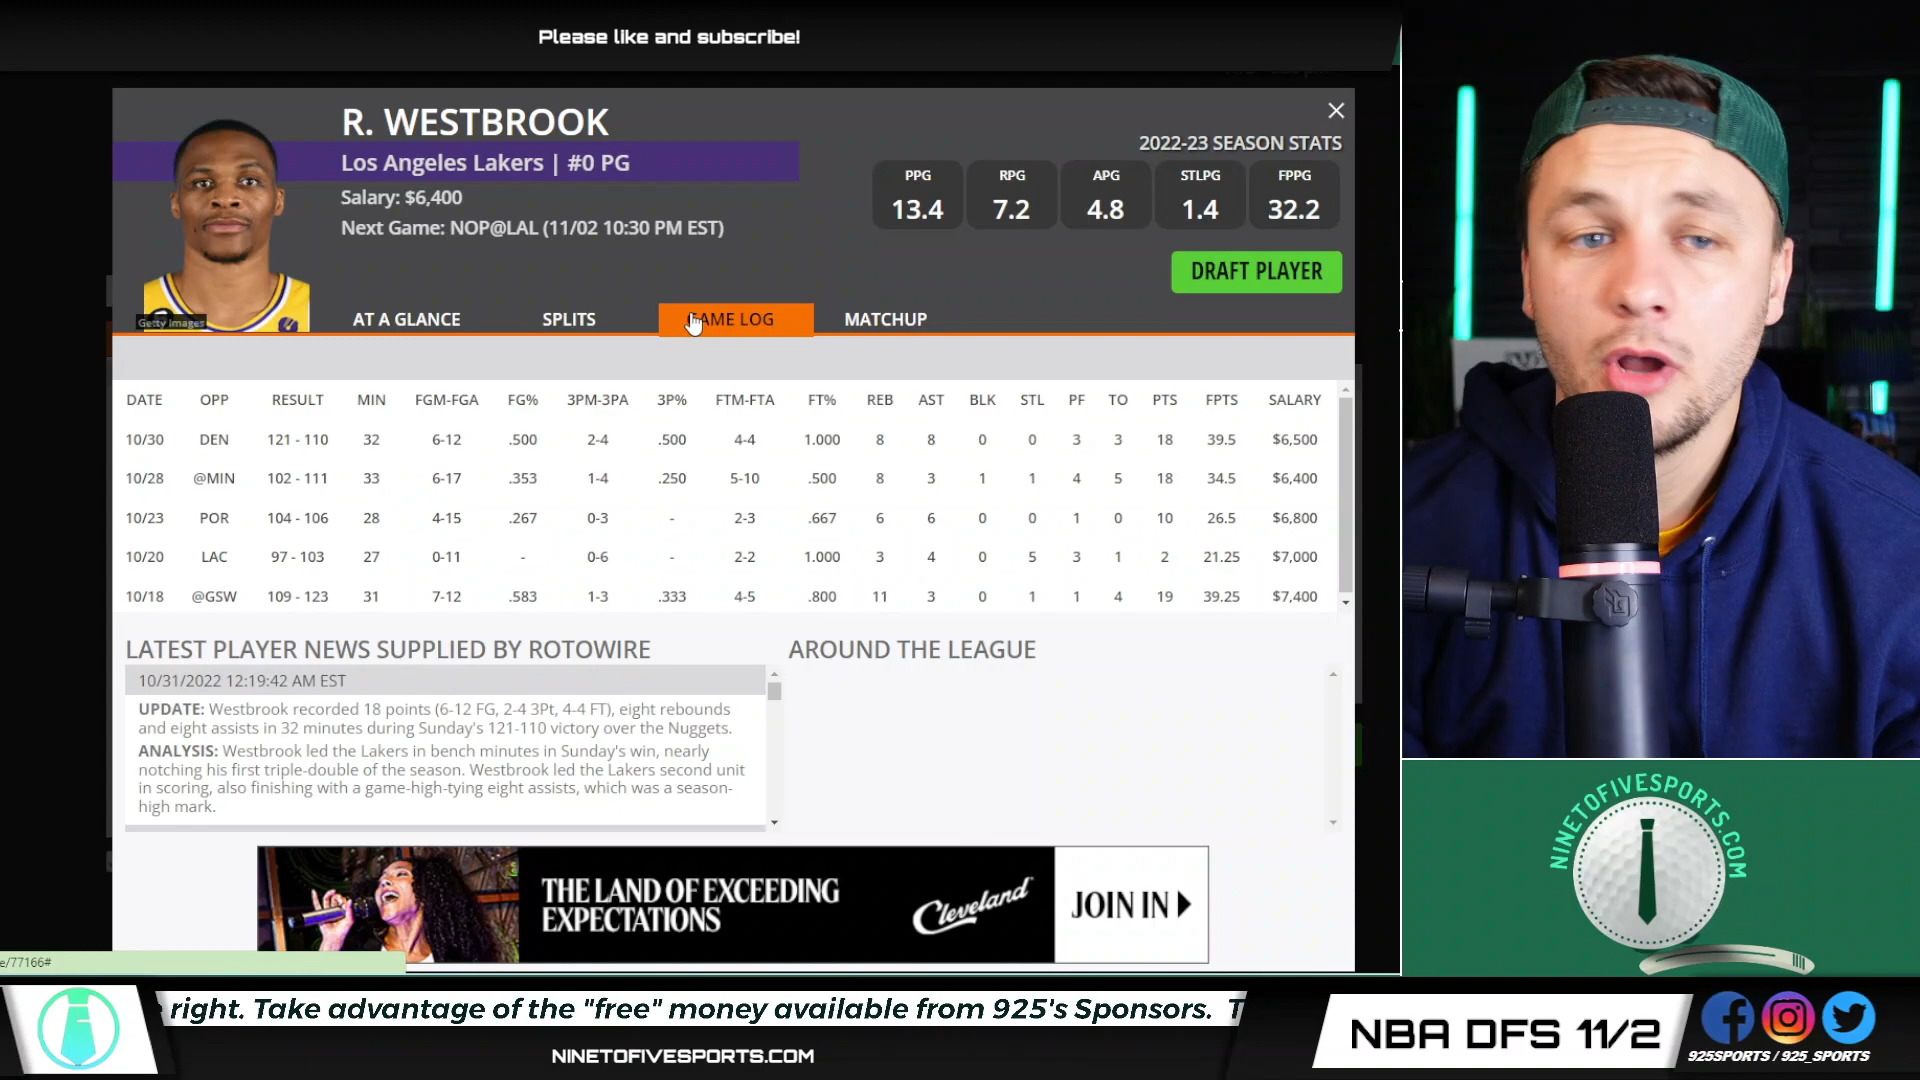 Please like and subscribe!
R. WESTBROOK
Los Angeles Lakers | #0 PG
Salary: $6,400
Next Game: NOP@LAL (11/02 10:30 PM EST)
2022-23 SEASON STATS
PPG RPG APG STLPG FPPG
13.4 7.2 4.8 1.4 32.2
DRAFT PLAYER
Getty Images
AT A GLANCE SPLITS GAME LOG MATCHUP
DATE OPP RESULT MIN FGM-FGA FG% 3PM-3PA 3P% FTM-FTA FT% REB AST BLK STL PF TO PTS FPTS SALARY
10/30 DEN 121 - 110 32 6-12 .500 2-4 .500 4-4 1.000 8 8 0 0 3 3 18 39.5 $6,500
10/28 @MIN 102 - 111 33 6-17 .353 1-4 .250 5-10 .500 8 3 1 1 4 5 18 34.5 $6,400
10/23 POR 104 - 106 28 4-15 .267 0-3 - 2-3 .667 6 6 0 0 1 0 10 26.5 $6,800
10/20 LAC 97 - 103 27 0-11 - 0-6 - 2-2 1.000 3 4 0 5 3 1 2 21.25 $7,000
10/18 @GSW 109 - 123 31 7-12 .583 1-3 .333 4-5 .800 11 3 0 1 1 4 19 39.25 $7,400
LATEST PLAYER NEWS SUPPLIED BY ROTOWIRE
10/31/2022 12:19:42 AM EST
UPDATE: Westbrook recorded 18 points (6-12 FG, 2-4 3Pt, 4-4 FT), eight rebounds
and eight assists in 32 minutes during Sunday's 121-110 victory over the Nuggets.
ANALYSIS: Westbrook led the Lakers in bench minutes in Sunday's win, nearly
notching his first triple-double of the season. Westbrook led the Lakers second unit
in scoring, also finishing with a game-high-tying eight assists, which was a season-
high mark.
AROUND THE LEAGUE
THE LAND OF EXCEEDING
EXPECTATIONS
Cleveland
JOIN IN
e/77166#
NINETOFIVESPORTS.COM
right. Take advantage of the "free" money available from 925's Sponsors. T
NINETOFIVESPORTS.COM
NBA DFS 11/2
925SPORTS / 925_SPORTS